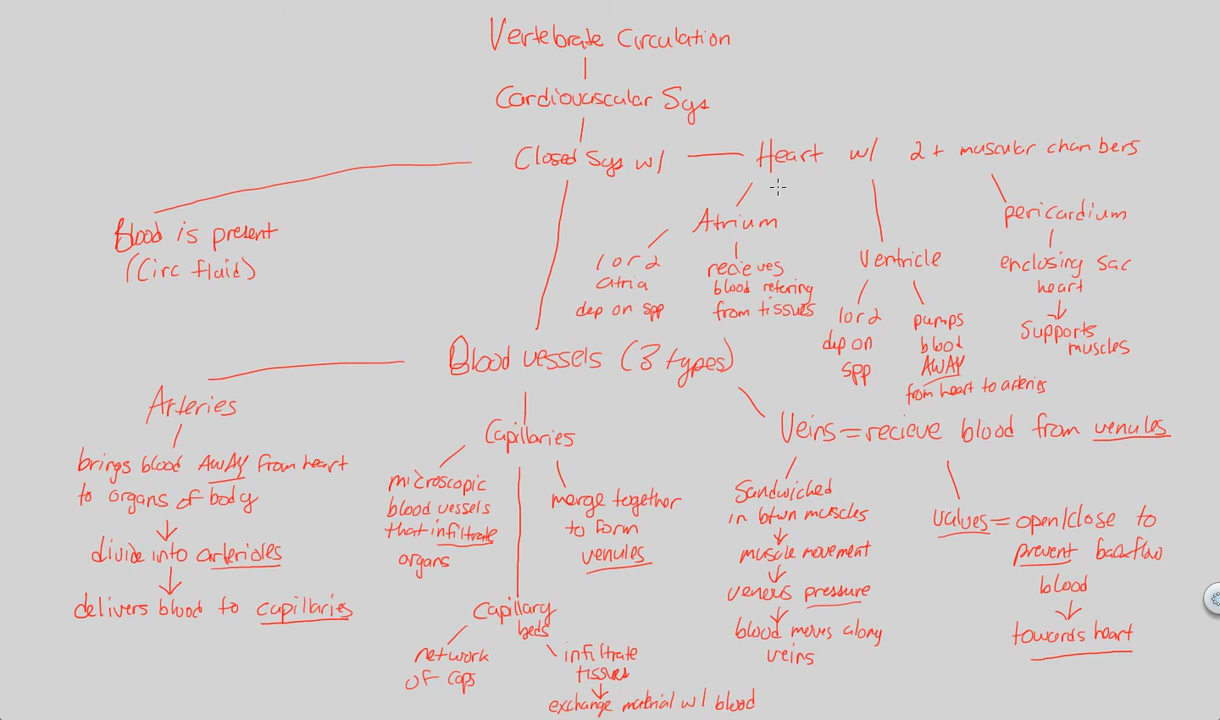 Vertebrate Circulation
Cardiovascular Sys
Closed Sys w/
Heart w/ 2+ muscular chambers
Blood is present
(Circ fluid)
Atrium
1 or 2
atria
dep on spp
recieves
blood retering
from tissues
Ventricle
1or2
dep on
spp
pumps
blood
AWAY
from heart to arteries
pericardium
enclosing sac
heart
Supports
muscles
Blood vessels (3 types)
Arteries
brings blood AWAY from heart
to organs of body
divide into arterioles
delivers blood to capillaries
Capillaries
microscopic
blood vessels
that infiltrate
organs
merge together
to form
venules
Capillary
beds
network
of caps
infiltrate
tissues
exchange material w/ blood
Veins = recieve blood from venules
Sandwiched
in btwn muscles
muscle movement
venous pressure
blood moves along
veins
valves = open/close to
prevent backflow
blood
towards heart